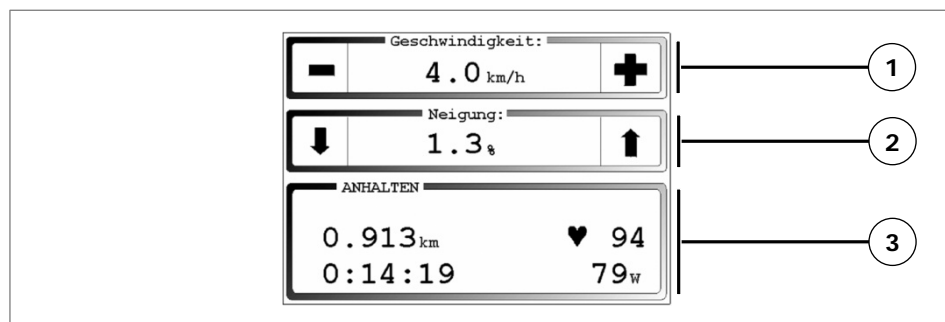 Geschwindigkeit:
4.0 km/h
1
Neigung:
1.3 %
2
ANHALTEN
0.913 km ♥ 94
0:14:19 79 W
3